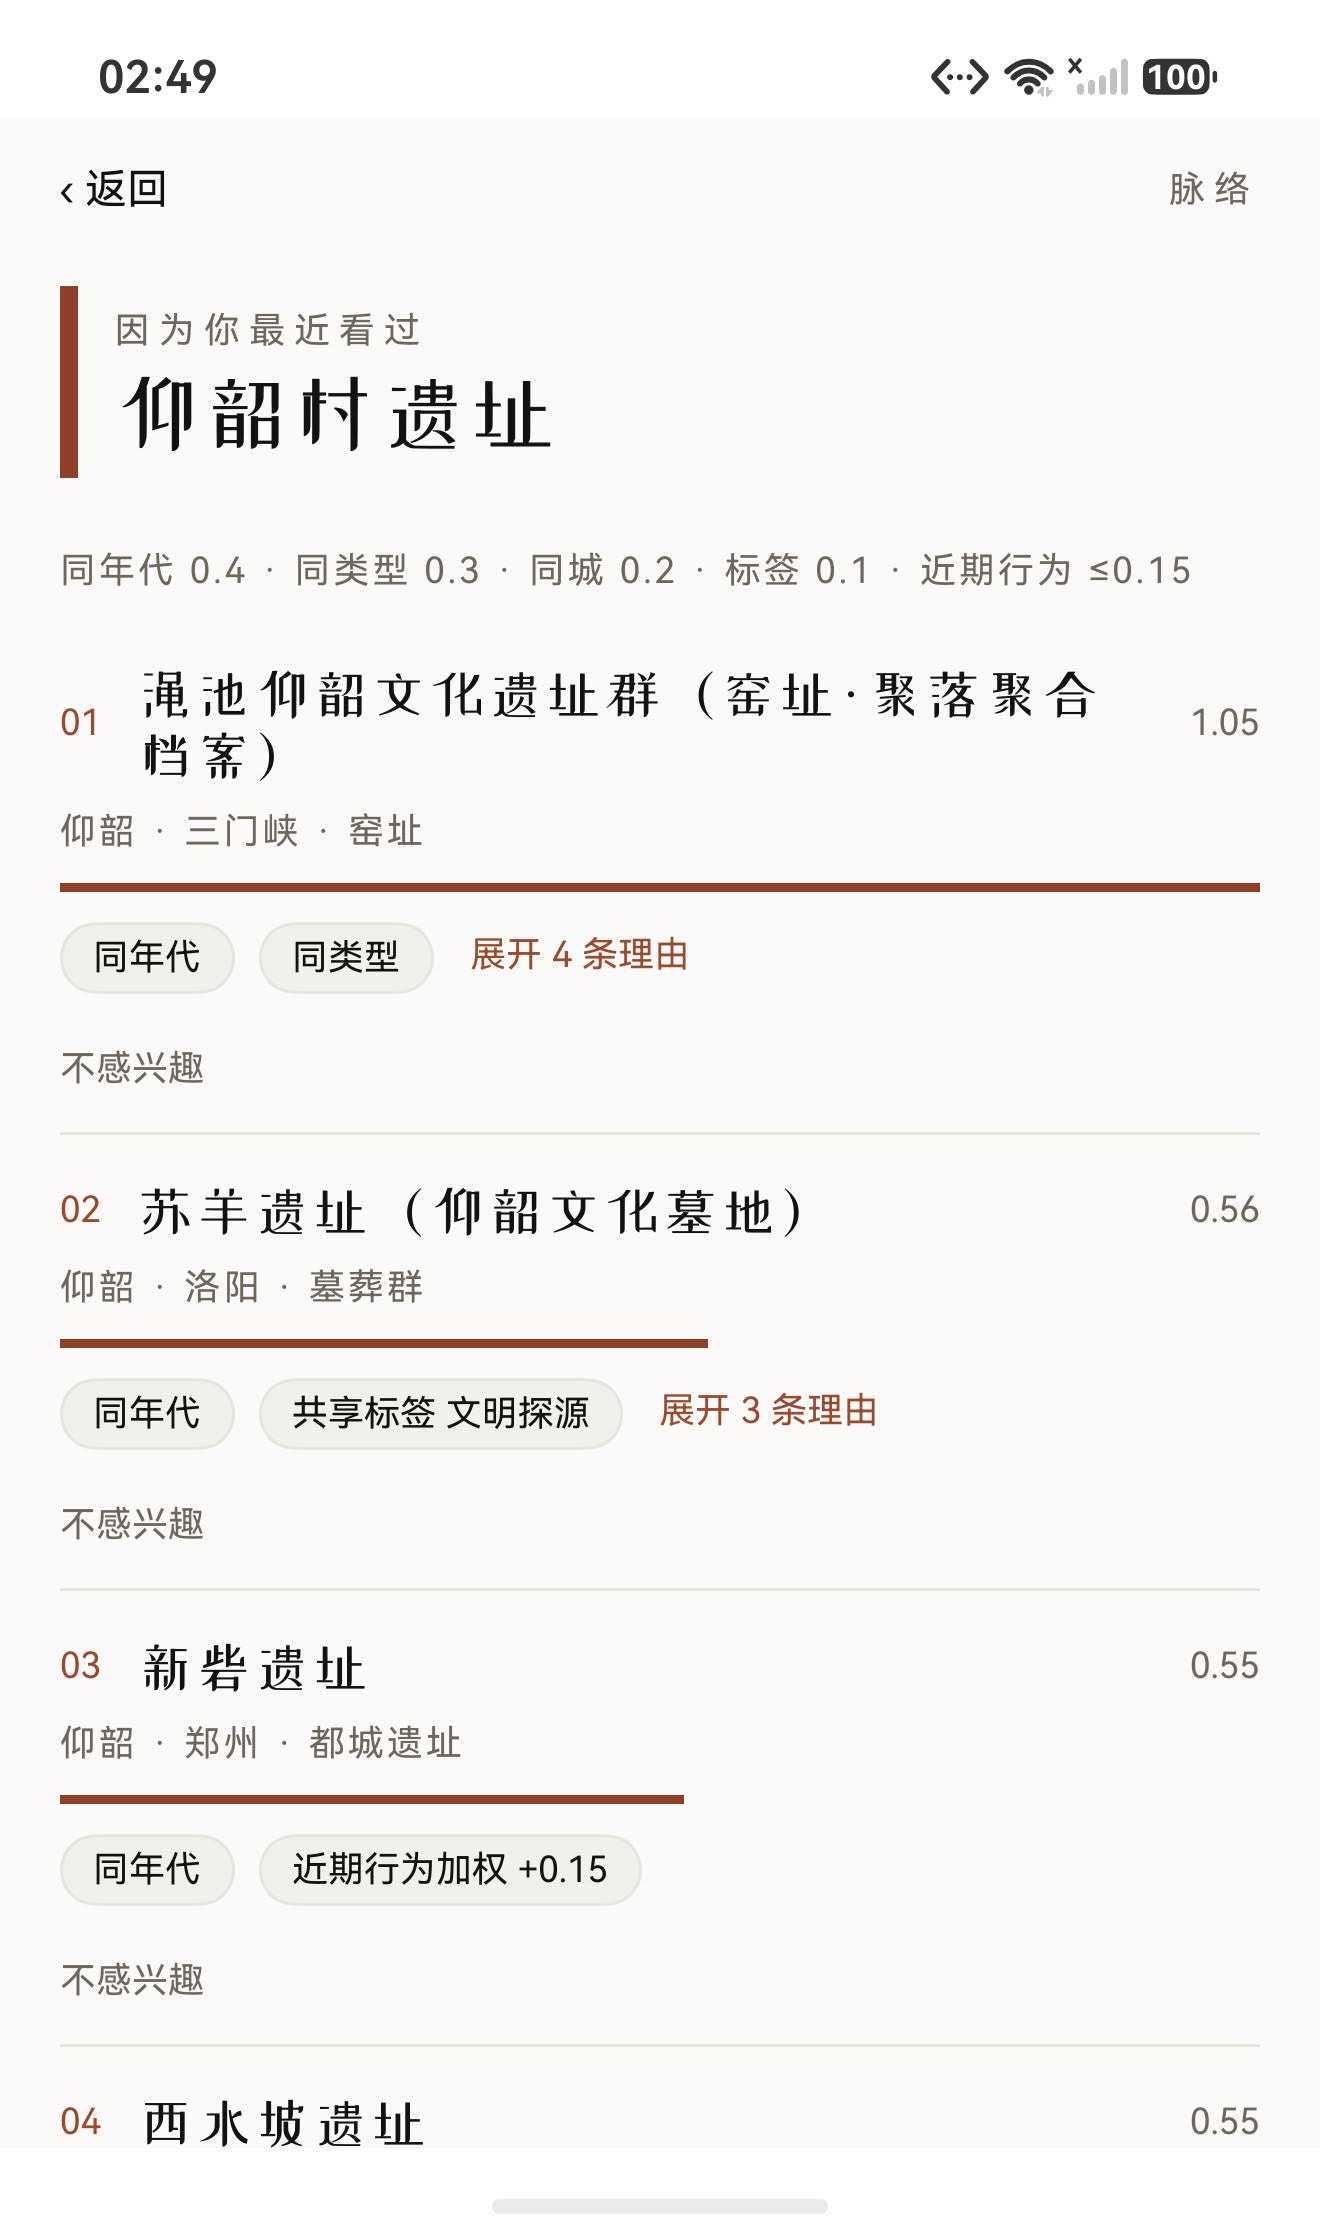 02:49
100
‹ 返回
脉络
因为你最近看过
仰韶村遗址
同年代 0.4 · 同类型 0.3 · 同城 0.2 · 标签 0.1 · 近期行为 ≤0.15
01 渑池仰韶文化遗址群（窑址·聚落聚合 1.05
档案）
仰韶 · 三门峡 · 窑址
同年代 同类型 展开 4 条理由
不感兴趣
02 苏羊遗址（仰韶文化墓地） 0.56
仰韶 · 洛阳 · 墓葬群
同年代 共享标签 文明探源 展开 3 条理由
不感兴趣
03 新砦遗址 0.55
仰韶 · 郑州 · 都城遗址
同年代 近期行为加权 +0.15
不感兴趣
04 西水坡遗址 0.55